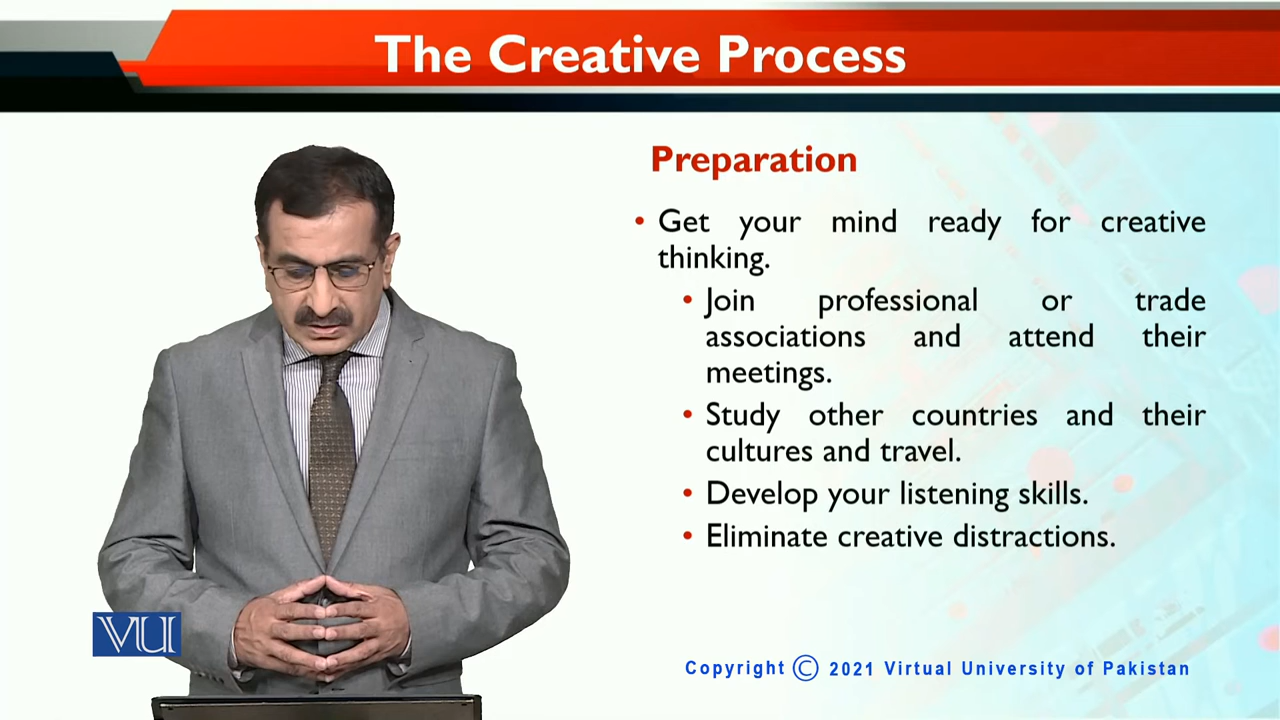 The Creative Process
Preparation
• Get your mind ready for creative
thinking.
• Join professional or trade
associations and attend their
meetings.
• Study other countries and their
cultures and travel.
• Develop your listening skills.
• Eliminate creative distractions.
VU
Copyright © 2021 Virtual University of Pakistan